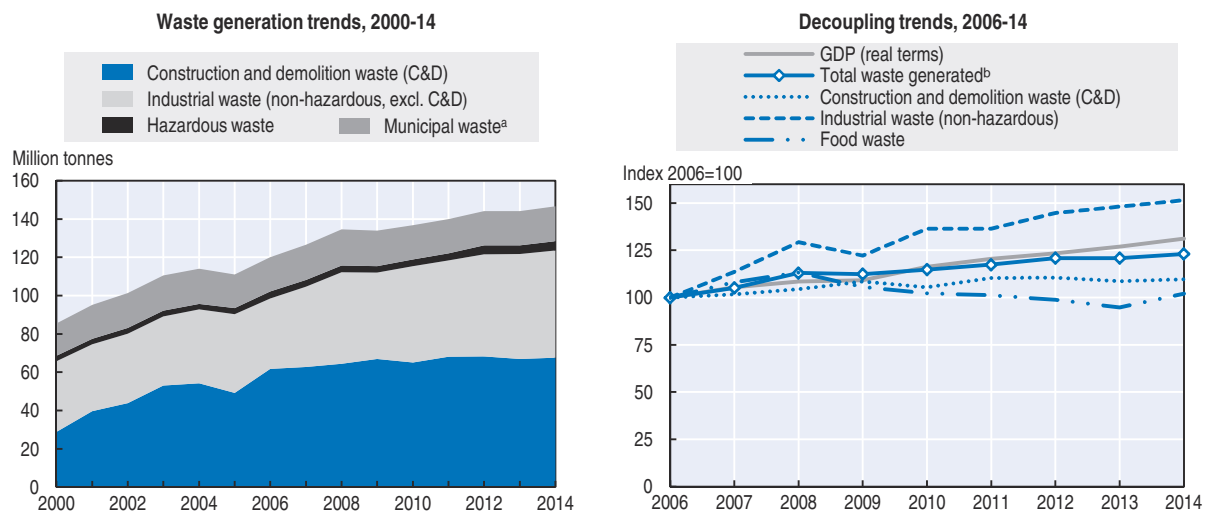 Waste generation trends, 2000-14
Construction and demolition waste (C&D)
Industrial waste (non-hazardous, excl. C&D)
Hazardous waste
Municipal wasteᵃ
Million tonnes
160
140
120
100
80
60
40
20
0
2000 2002 2004 2006 2008 2010 2012 2014
Decoupling trends, 2006-14
GDP (real terms)
Total waste generatedᵇ
Construction and demolition waste (C&D)
Industrial waste (non-hazardous)
Food waste
Index 2006=100
150
125
100
75
50
25
0
2006 2007 2008 2009 2010 2011 2012 2013 2014